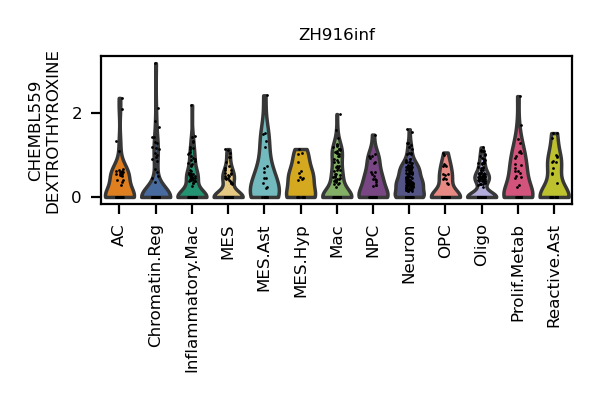 ZH916inf
CHEMBL559
DEXTROTHYROXINE
2
0
AC
Chromatin.Reg
Inflammatory.Mac
MES
MES.Ast
MES.Hyp
Mac
NPC
Neuron
OPC
Oligo
Prolif.Metab
Reactive.Ast